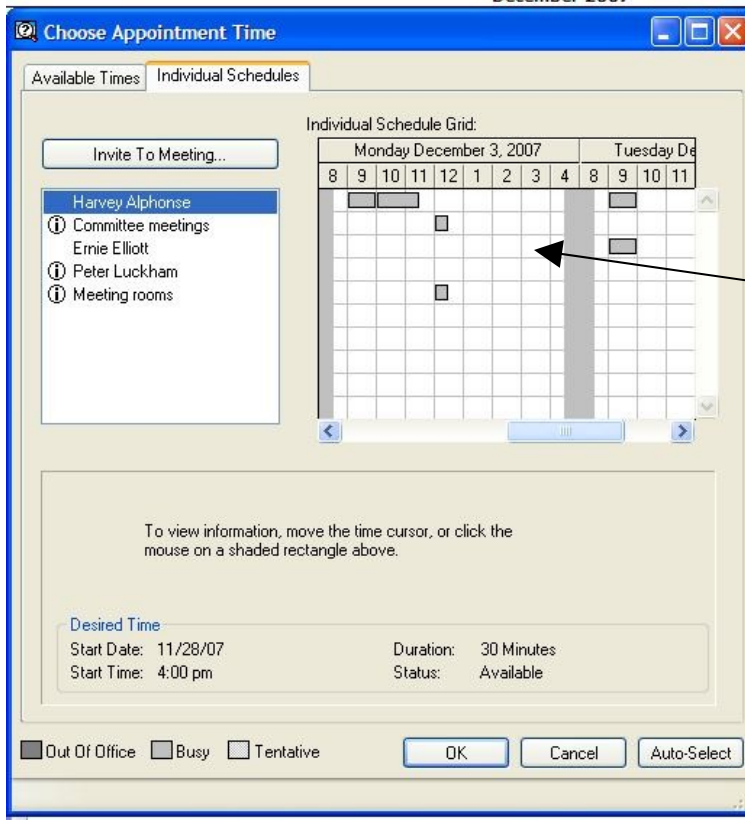 Choose Appointment Time
Available Times Individual Schedules
Individual Schedule Grid:
Invite To Meeting...
Monday December 3, 2007 Tuesday De
8 9 10 11 12 1 2 3 4 8 9 10 11
Harvey Alphonse
Committee meetings
Ernie Elliott
Peter Luckham
Meeting rooms
To view information, move the time cursor, or click the
mouse on a shaded rectangle above.
Desired Time
Start Date: 11/28/07 Duration: 30 Minutes
Start Time: 4:00 pm Status: Available
Out Of Office Busy Tentative OK Cancel Auto-Select